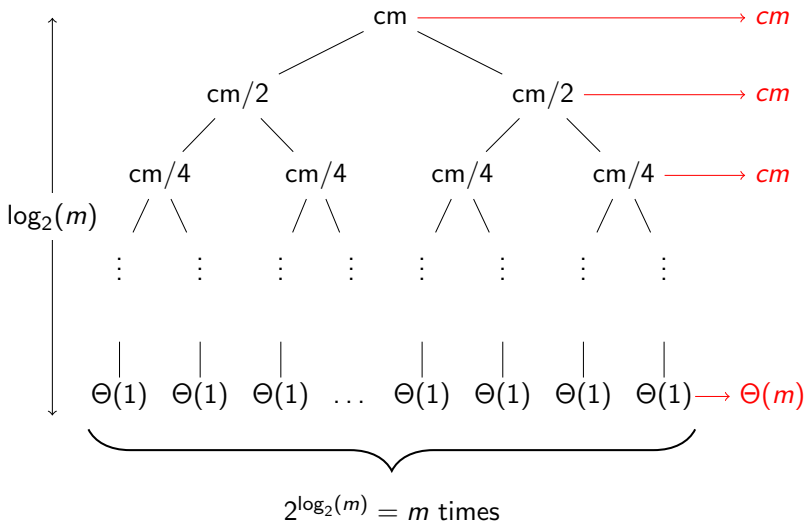 cm cm
cm/2 cm/2 cm
cm/4 cm/4 cm/4 cm/4 cm
log₂(m)
⋮ ⋮ ⋮ ⋮ ⋮ ⋮ ⋮ ⋮
Θ(1) Θ(1) Θ(1) ... Θ(1) Θ(1) Θ(1) Θ(1) Θ(m)
2^{log₂(m)} = m times